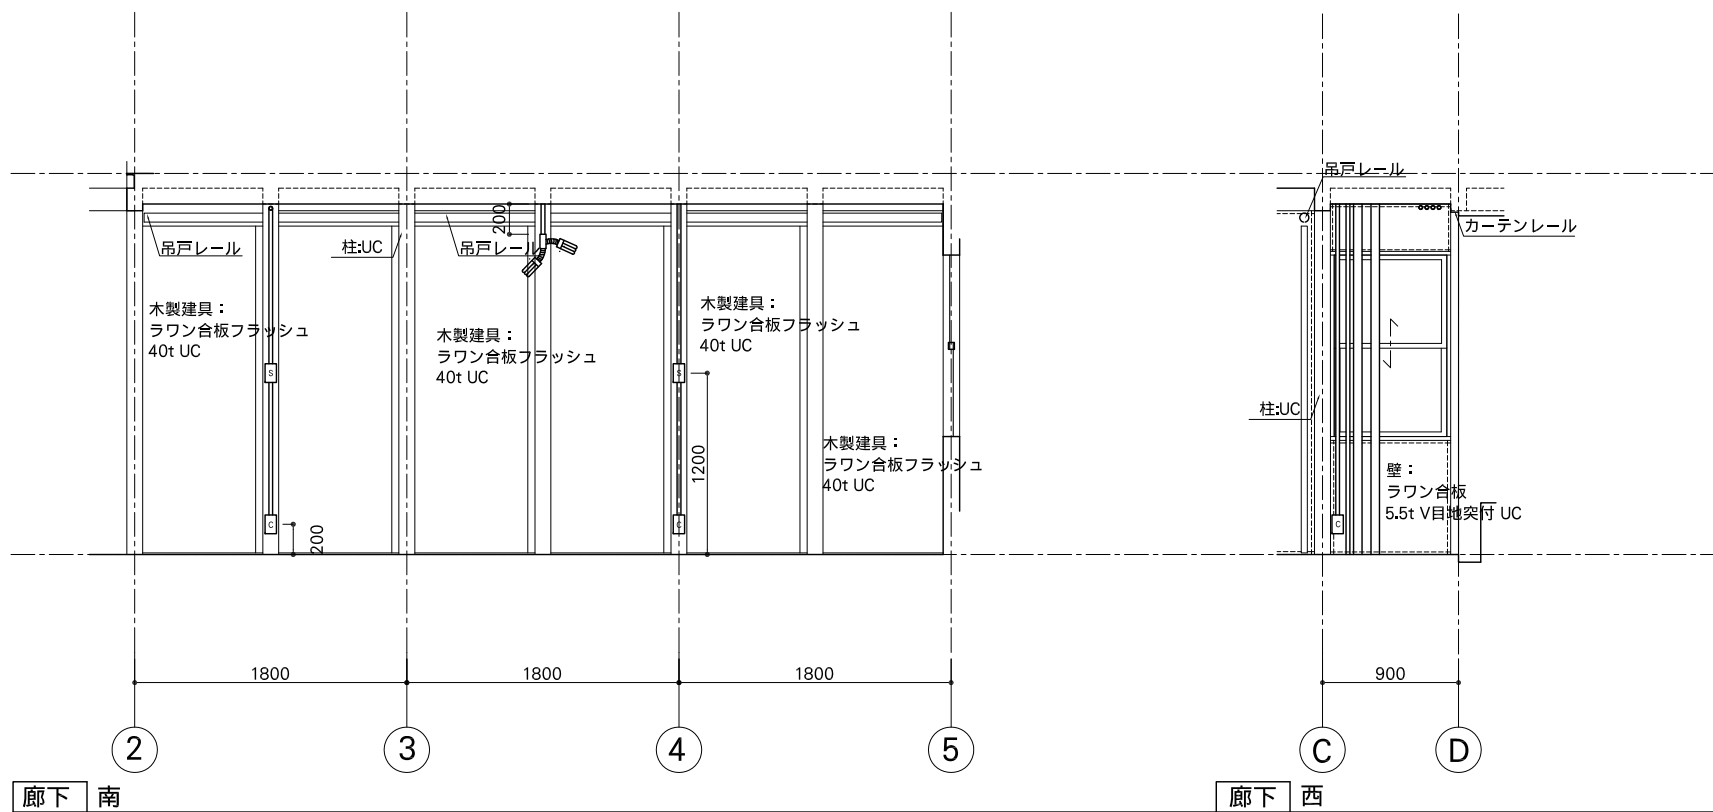 吊戸レール
カーテンレール
200
吊戸レール
柱:UC
吊戸レール
木製建具：
ラワン合板フラッシュ
40t UC
木製建具：
ラワン合板フラッシュ
40t UC
木製建具：
ラワン合板フラッシュ
40t UC
木製建具：
ラワン合板フラッシュ
40t UC
S
S
1200
C
C
200
柱:UC
壁：
ラワン合板
5.5t V目地突付 UC
C
1800
1800
1800
900
2
3
4
5
C
D
廊下 南
廊下 西